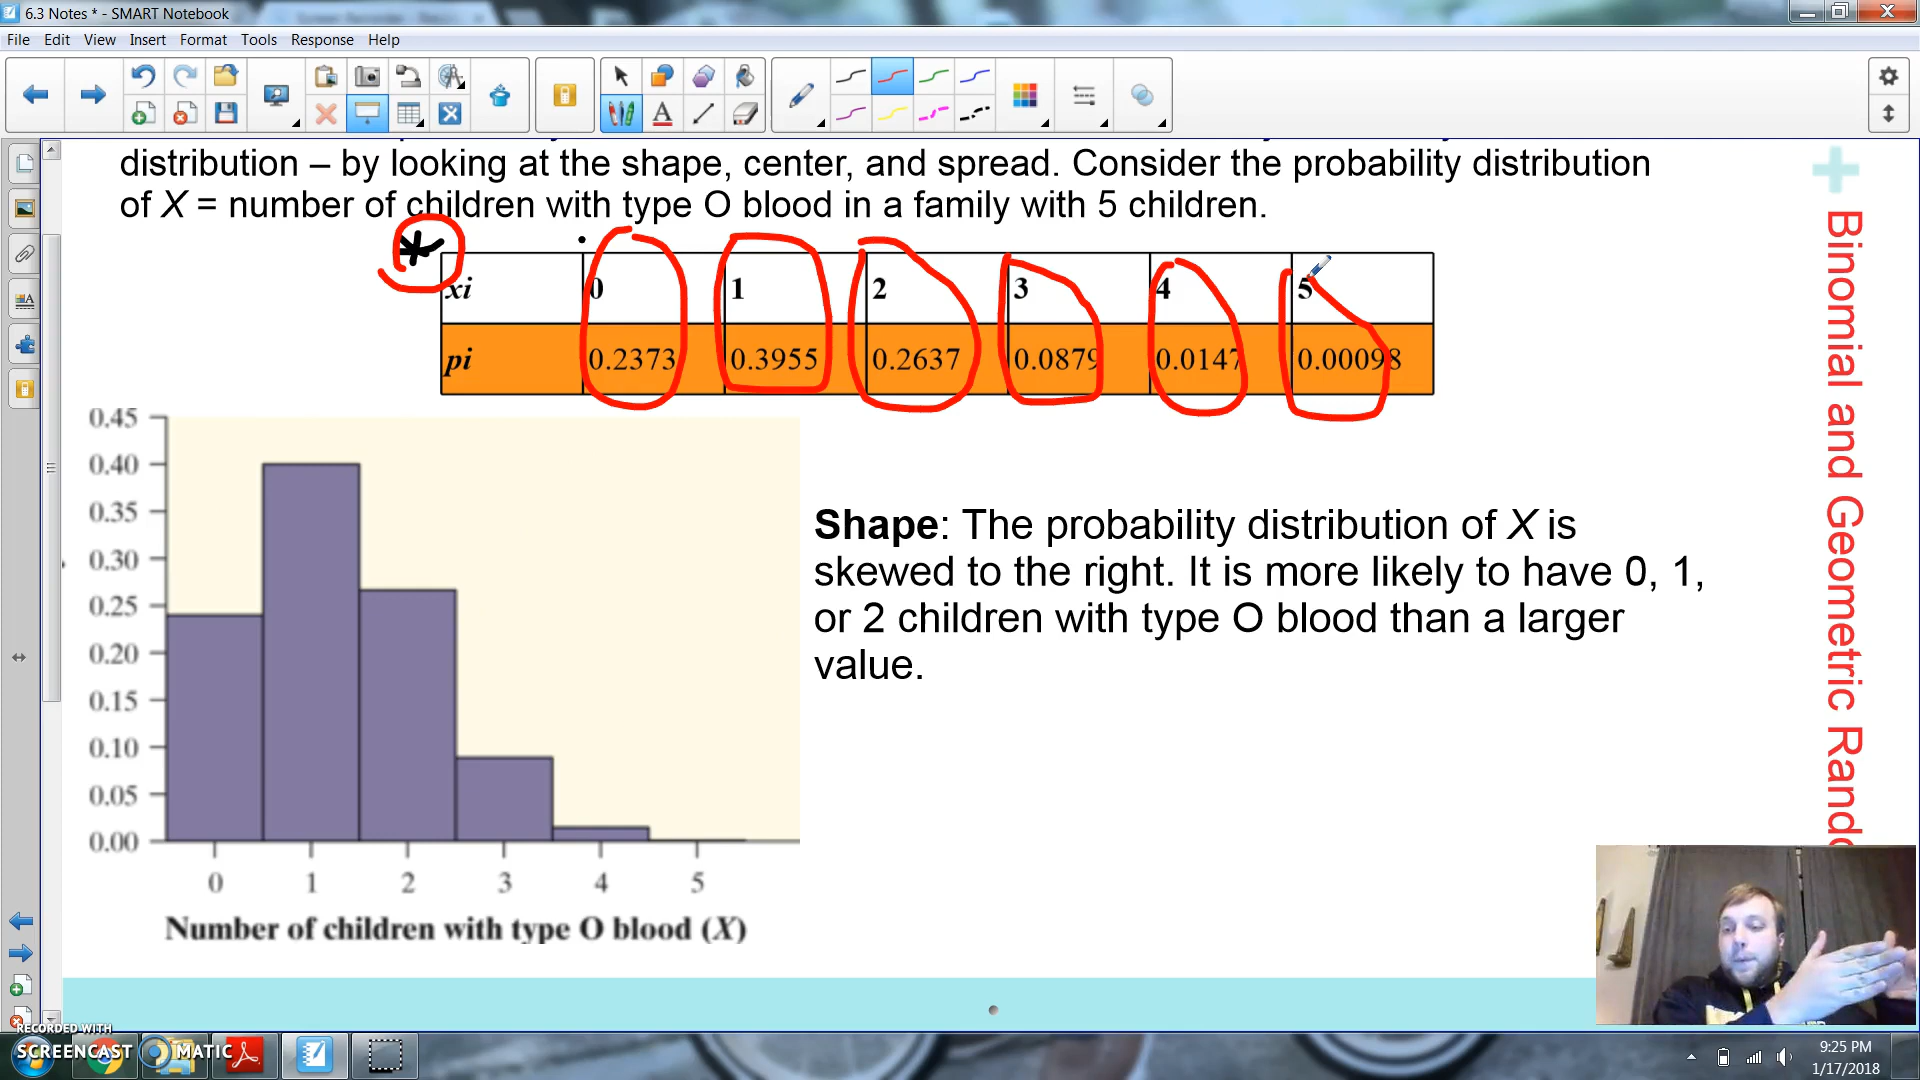 6.3 Notes * - SMART Notebook
File Edit View Insert Format Tools Response Help
distribution – by looking at the shape, center, and spread. Consider the probability distribution
of X = number of children with type O blood in a family with 5 children.
*
xi 0 1 2 3 4 5
pi 0.2373 0.3955 0.2637 0.0879 0.0147 0.00098
0.45
0.40
0.35
0.30
0.25
0.20
0.15
0.10
0.05
0.00
0 1 2 3 4 5
Number of children with type O blood (X)
Shape: The probability distribution of X is
skewed to the right. It is more likely to have 0, 1,
or 2 children with type O blood than a larger
value.
Binomial and Geometric Rando
RECORDED WITH
SCREENCAST MATIC
9:25 PM
1/17/2018